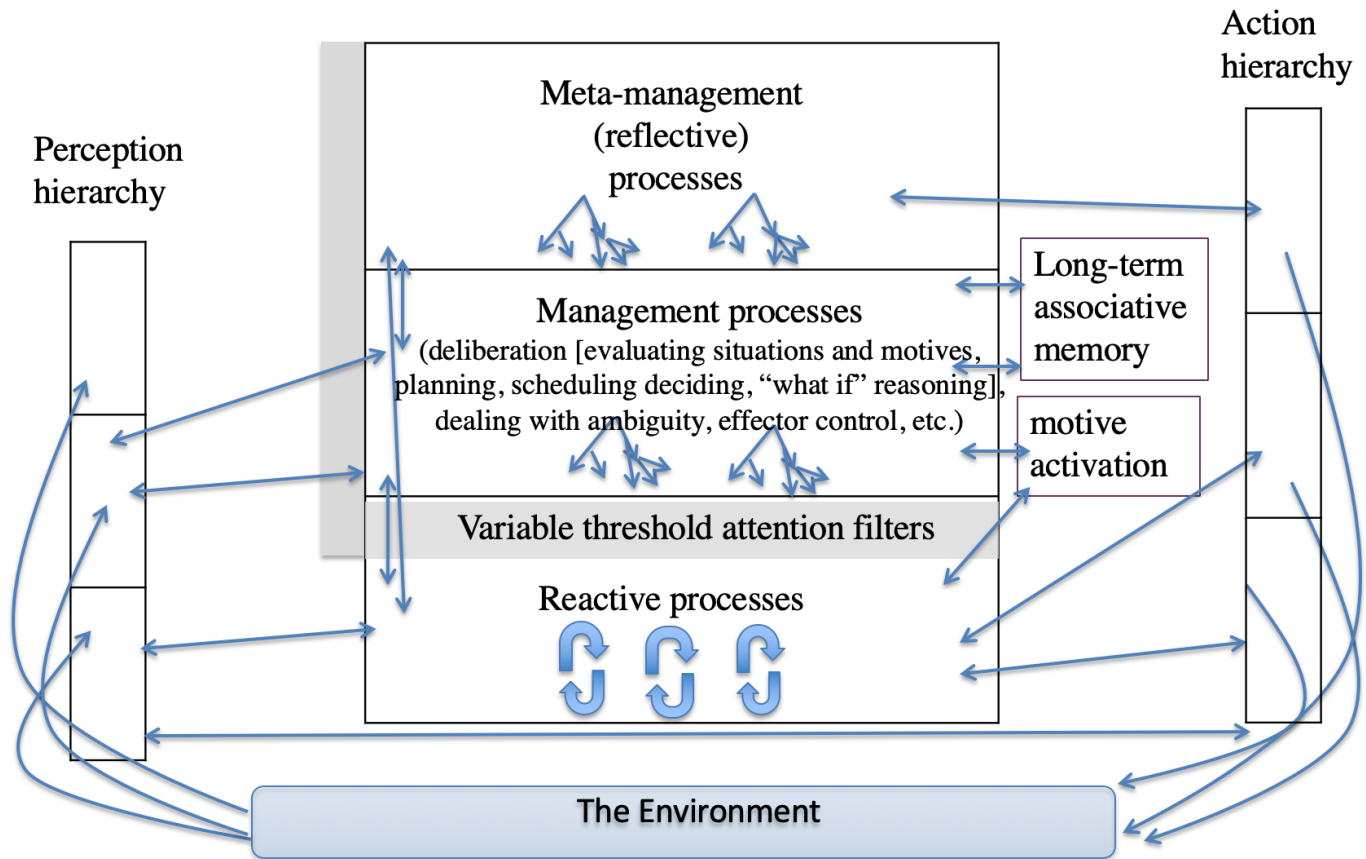 Action
hierarchy
Meta-management
(reflective)
processes
Perception
hierarchy
Long-term
associative
memory
Management processes
(deliberation [evaluating situations and motives,
planning, scheduling deciding, “what if” reasoning],
dealing with ambiguity, effector control, etc.)
motive
activation
Variable threshold attention filters
Reactive processes
The Environment